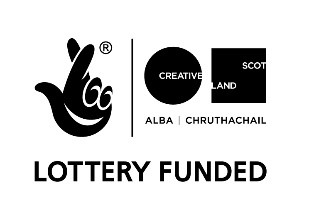 ®
CREATIVE SCOT
LAND
ALBA | CHRUTHACHAIL
LOTTERY FUNDED